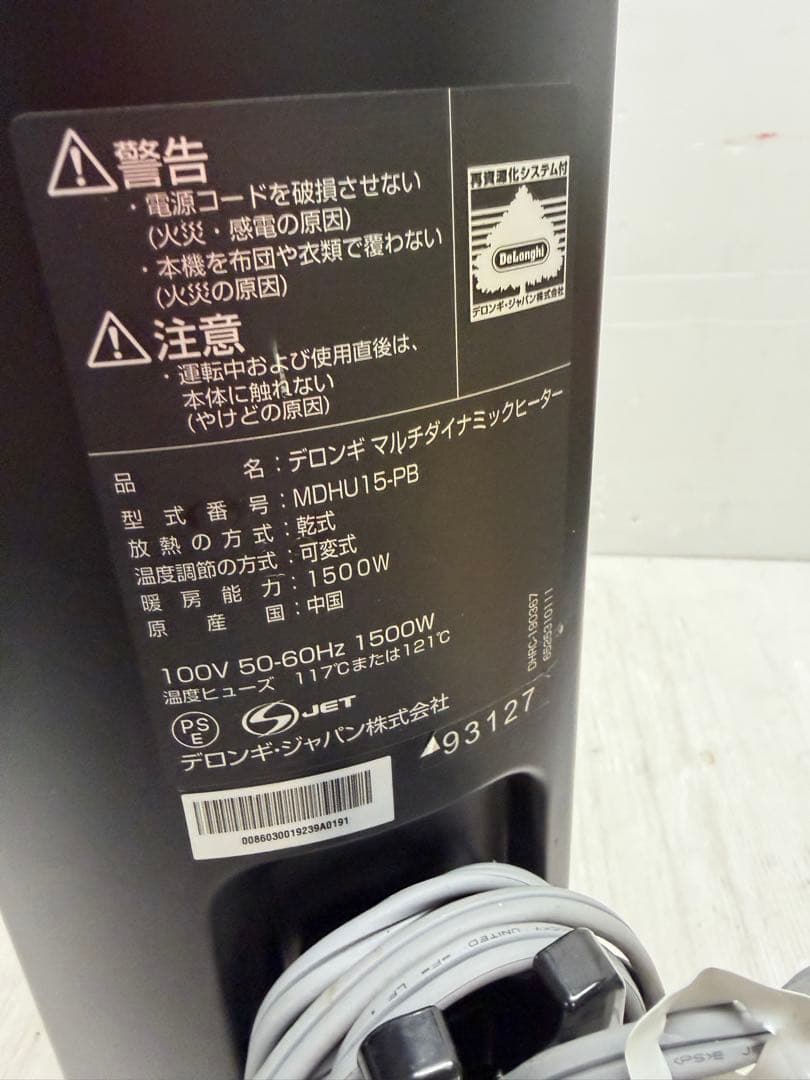 警告
・電源コードを破損させない
(火災・感電の原因)
・本機を布団や衣類で覆わない
(火災の原因)
注意
・運転中および使用直後は、
本体に触れない
(やけどの原因)
再資源化システム付
DeLonghi
デロンギ・ジャパン株式会社
品名:デロンギ マルチダイナミックヒーター
型式番号:MDHU15-PB
放熱の方式:乾式
温度調節の方式:可変式
暖房能力:1500W
原産国:中国
100V 50-60Hz 1500W
温度ヒューズ 117℃または121℃
PS
E
JET
デロンギ・ジャパン株式会社
DHRC-190367
6525310111
93127
0086030019239A0191
UNITED
-F-
LF